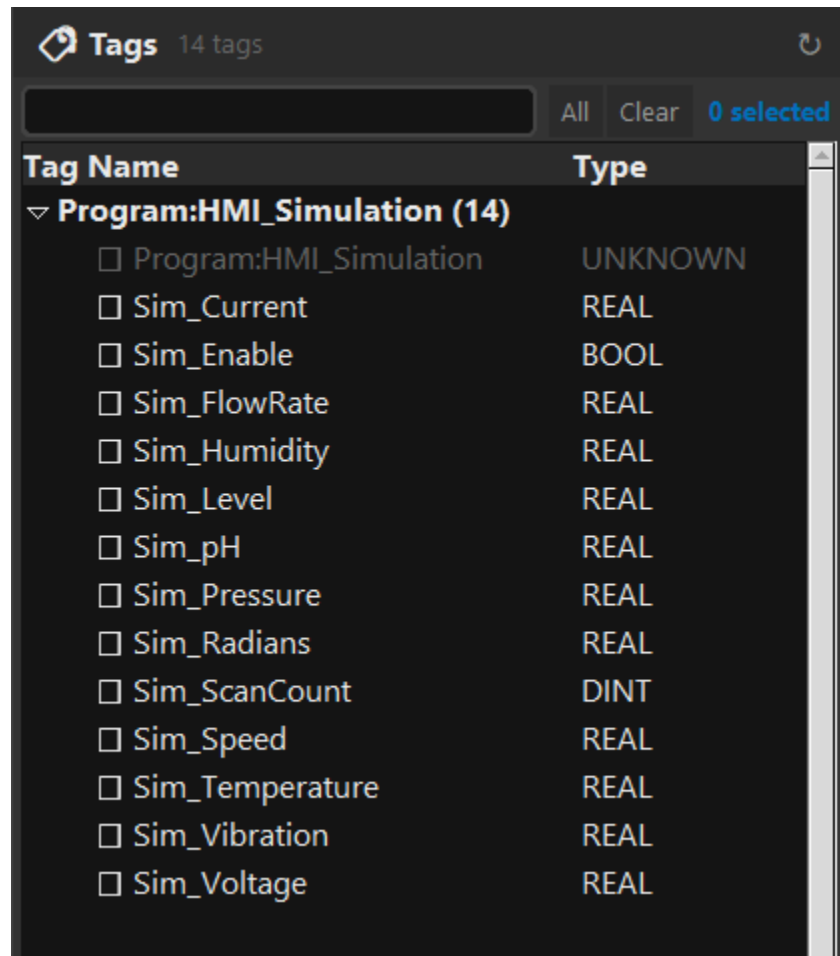 Tags 14 tags
All Clear 0 selected
Tag Name Type
Program:HMI_Simulation (14)
Program:HMI_Simulation UNKNOWN
Sim_Current REAL
Sim_Enable BOOL
Sim_FlowRate REAL
Sim_Humidity REAL
Sim_Level REAL
Sim_pH REAL
Sim_Pressure REAL
Sim_Radians REAL
Sim_ScanCount DINT
Sim_Speed REAL
Sim_Temperature REAL
Sim_Vibration REAL
Sim_Voltage REAL